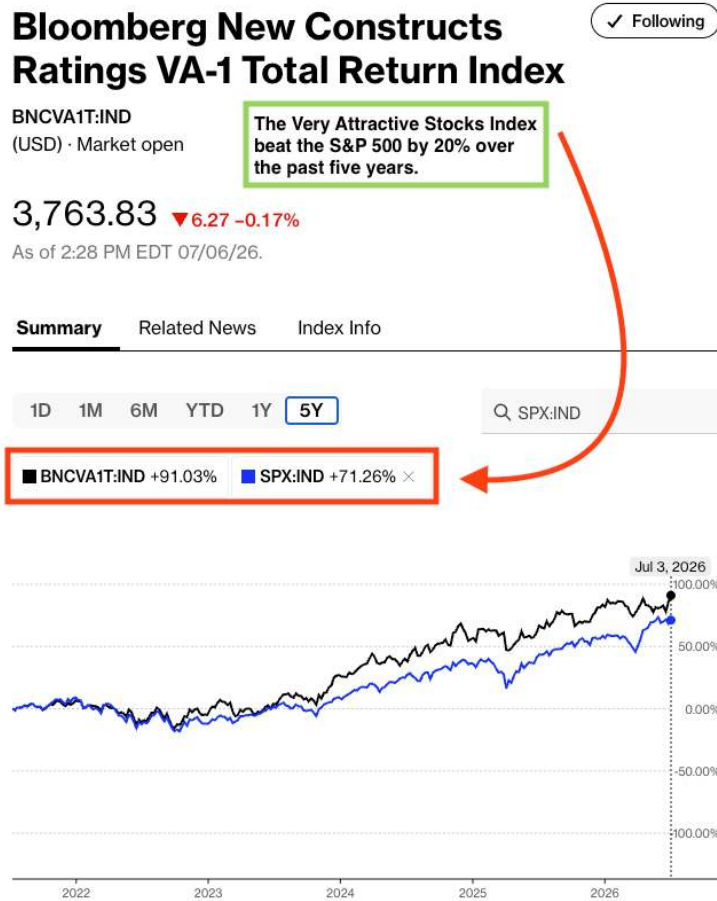 Bloomberg New Constructs
Ratings VA-1 Total Return Index
✓ Following
BNCVA1T:IND
(USD) · Market open
The Very Attractive Stocks Index
beat the S&P 500 by 20% over
the past five years.
3,763.83 ▼6.27 −0.17%
As of 2:28 PM EDT 07/06/26.
Summary Related News Index Info
1D 1M 6M YTD 1Y 5Y
SPX:IND
BNCVA1T:IND +91.03% SPX:IND +71.26% ×
Jul 3, 2026
100.00%
50.00%
0.00%
-50.00%
-100.00%
2022 2023 2024 2025 2026